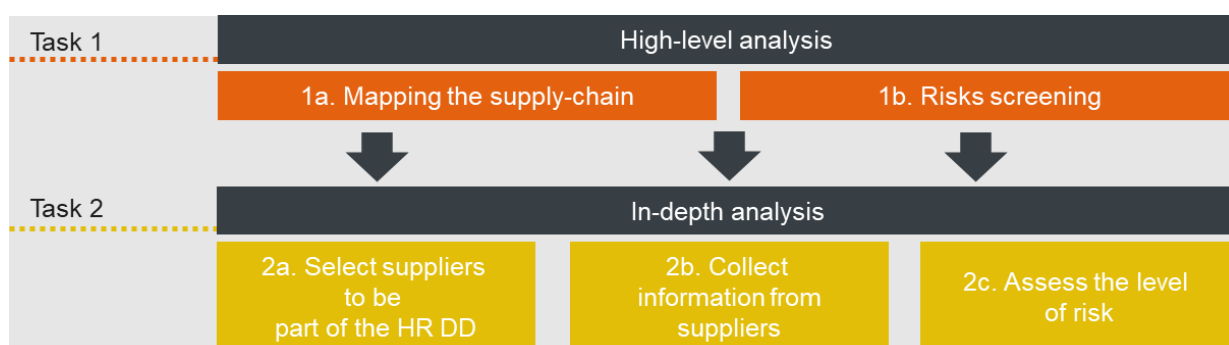 Task 1
High-level analysis
1a. Mapping the supply-chain
1b. Risks screening
Task 2
In-depth analysis
2a. Select suppliers
to be
part of the HR DD
2b. Collect
information from
suppliers
2c. Assess the level
of risk